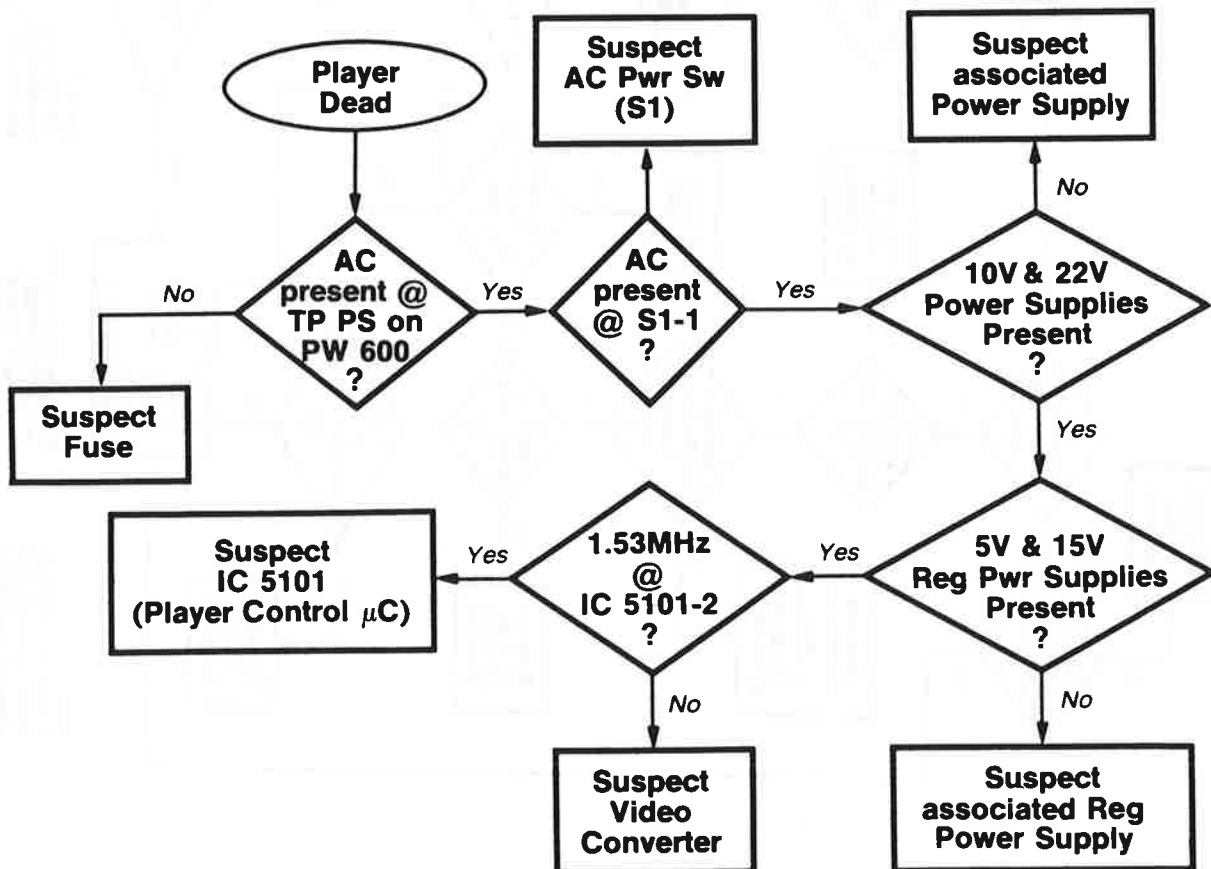 Player
Dead
Suspect
AC Pwr Sw
(S1)
Suspect
associated
Power Supply
No
AC
present @
TP PS on
PW 600
?
Yes
AC
present
@ S1-1
?
Yes
10V & 22V
Power Supplies
Present
?
No
Suspect
Fuse
Yes
5V & 15V
Reg Pwr Supplies
Present
?
Yes
1.53MHz
@
IC 5101-2
?
Yes
Suspect
IC 5101
(Player Control μC)
No
Suspect
Video
Converter
No
Suspect
associated Reg
Power Supply